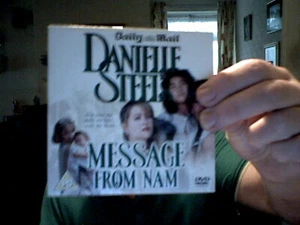 Daily Mail
DANIELLE
STEEL
MESSAGE
FROM NAM
DVD